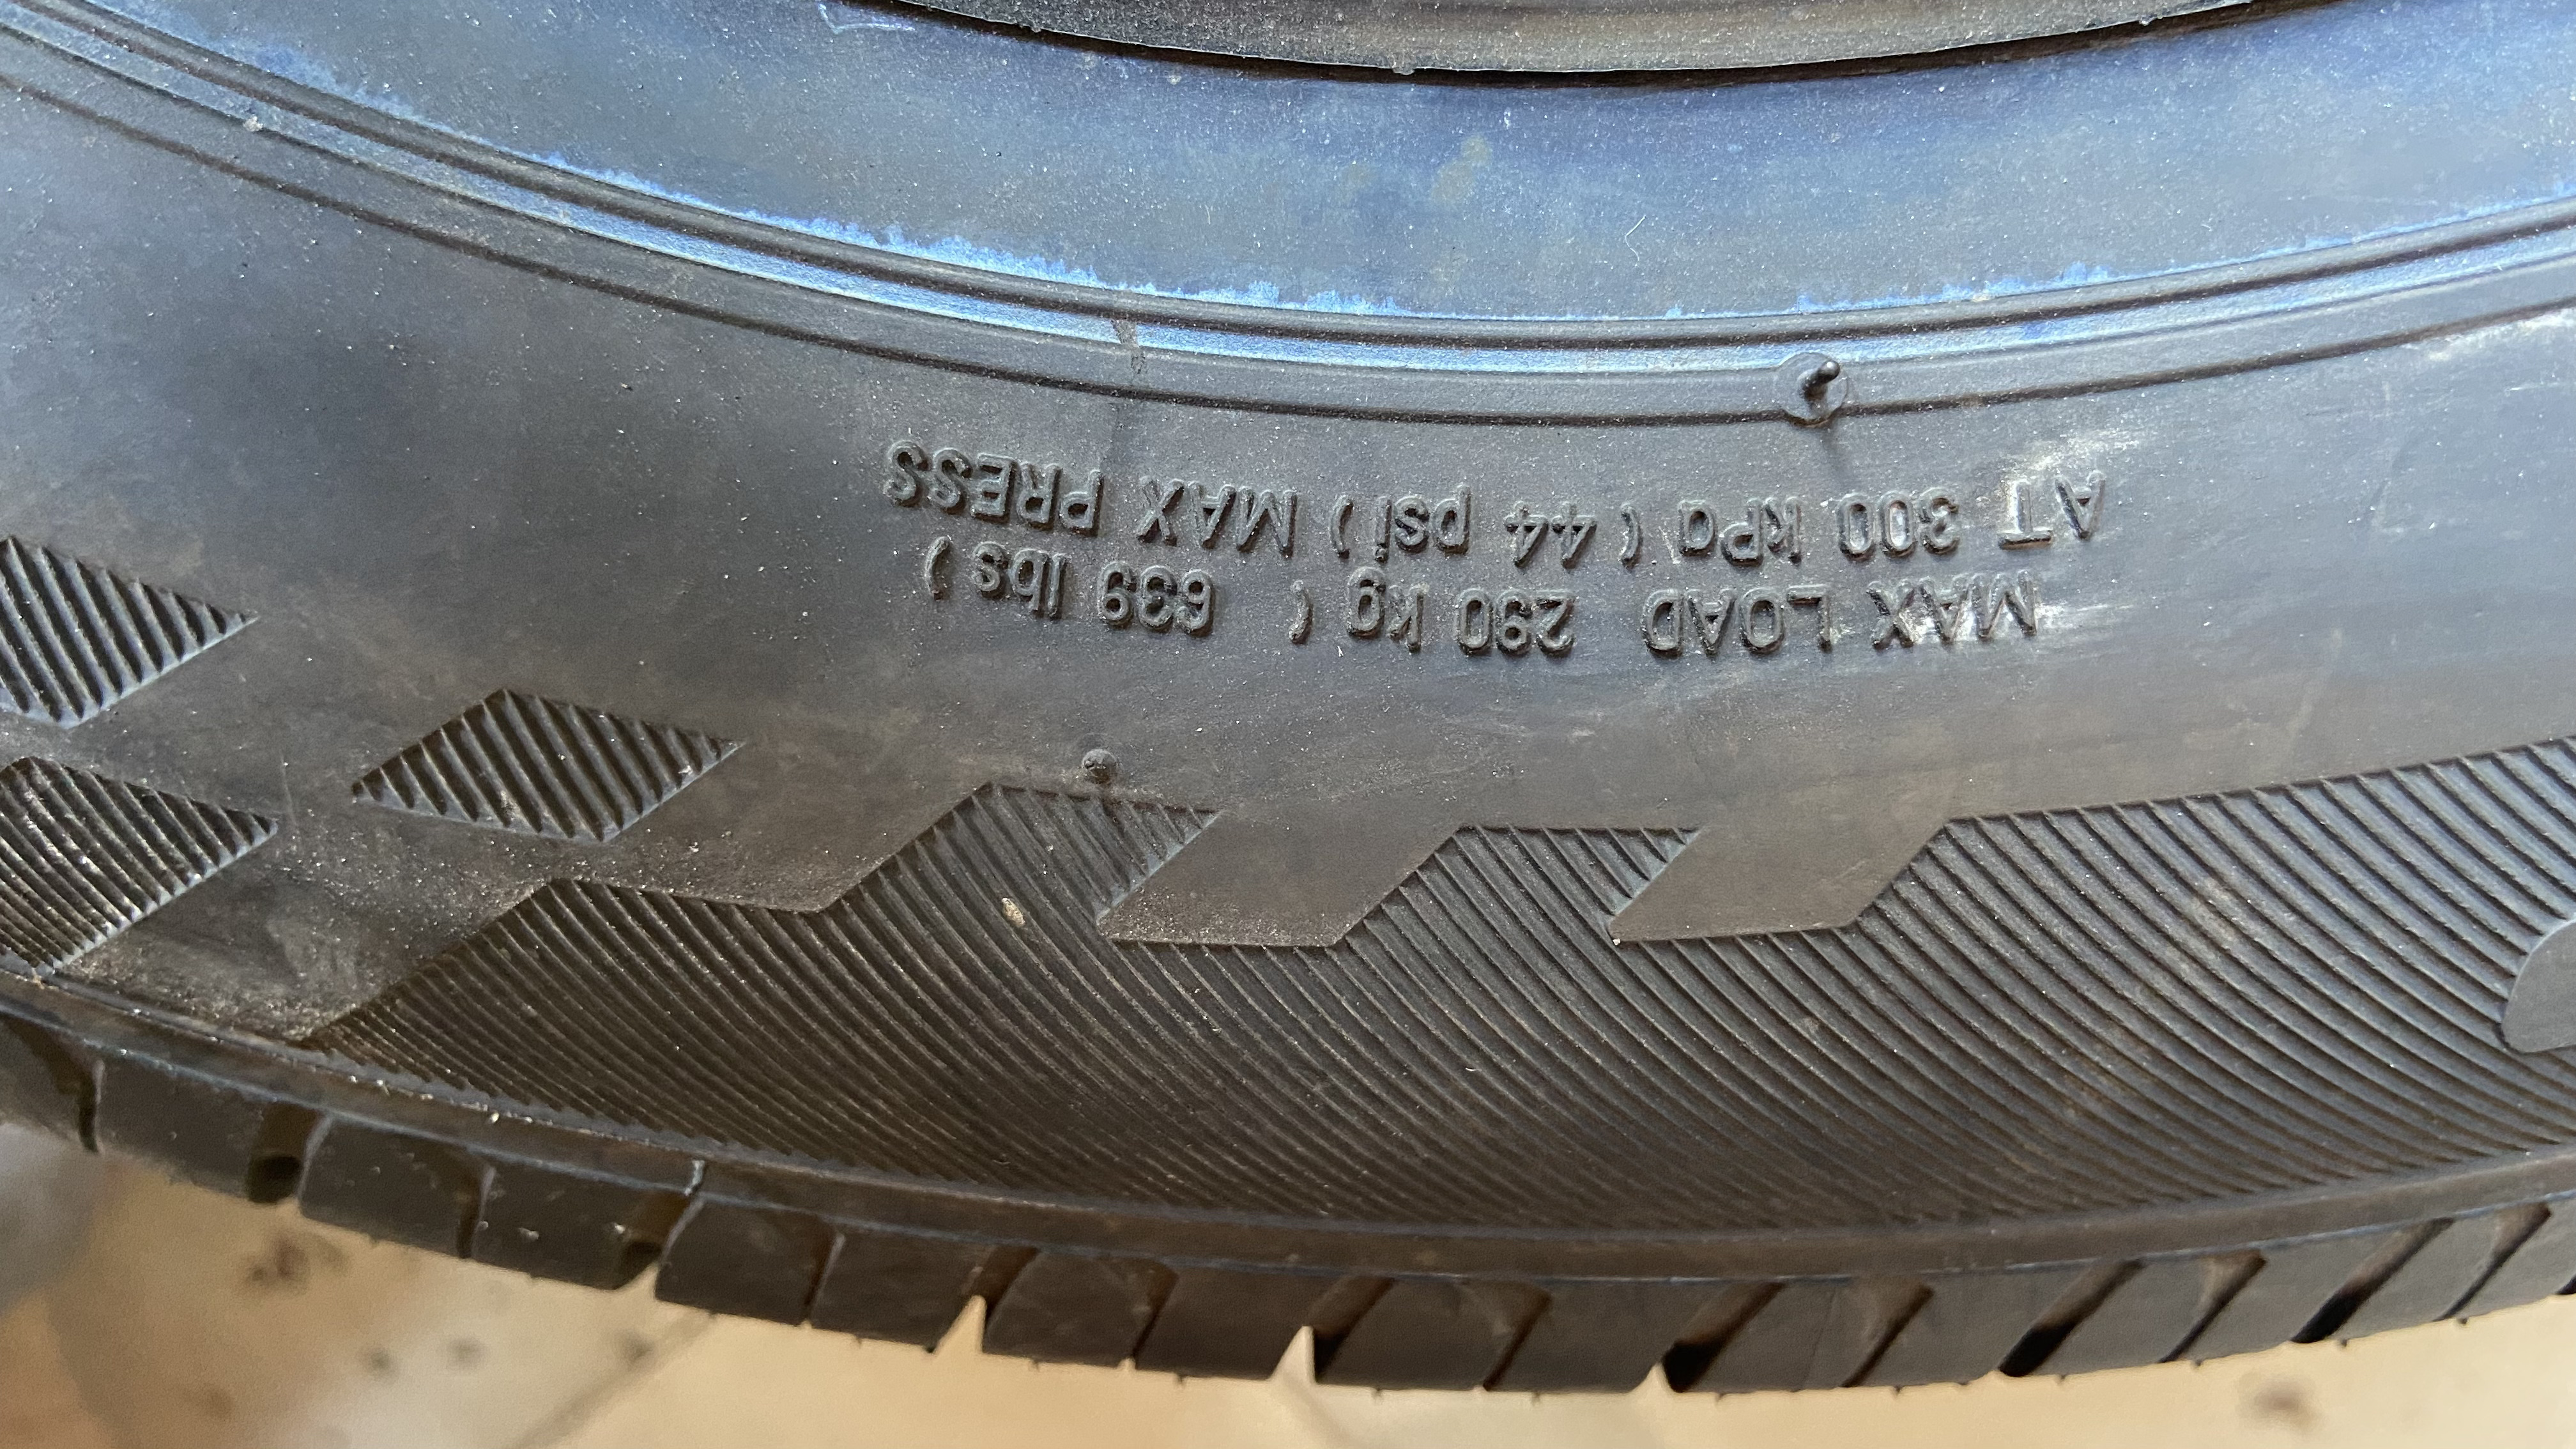 MAX LOAD 290 kg ( 639 lbs )
AT 300 kPa ( 44 psi ) MAX PRESS